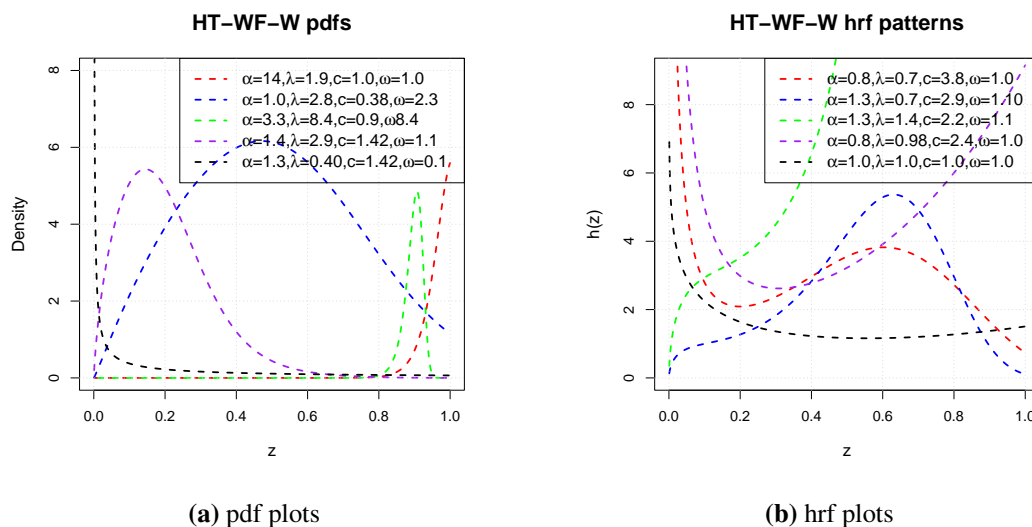 HT−WF−W pdfs
α=14,λ=1.9,c=1.0,ω=1.0
α=1.0,λ=2.8,c=0.38,ω=2.3
α=3.3,λ=8.4,c=0.9,ω8.4
α=1.4,λ=2.9,c=1.42,ω=1.1
α=1.3,λ=0.40,c=1.42,ω=0.1
Density
0 2 4 6 8
0.0 0.2 0.4 0.6 0.8 1.0
z
(a) pdf plots
HT−WF−W hrf patterns
α=0.8,λ=0.7,c=3.8,ω=1.0
α=1.3,λ=0.7,c=2.9,ω=1.10
α=1.3,λ=1.4,c=2.2,ω=1.1
α=0.8,λ=0.98,c=2.4,ω=1.0
α=1.0,λ=1.0,c=1.0,ω=1.0
h(z)
0 2 4 6 8
0.0 0.2 0.4 0.6 0.8 1.0
z
(b) hrf plots